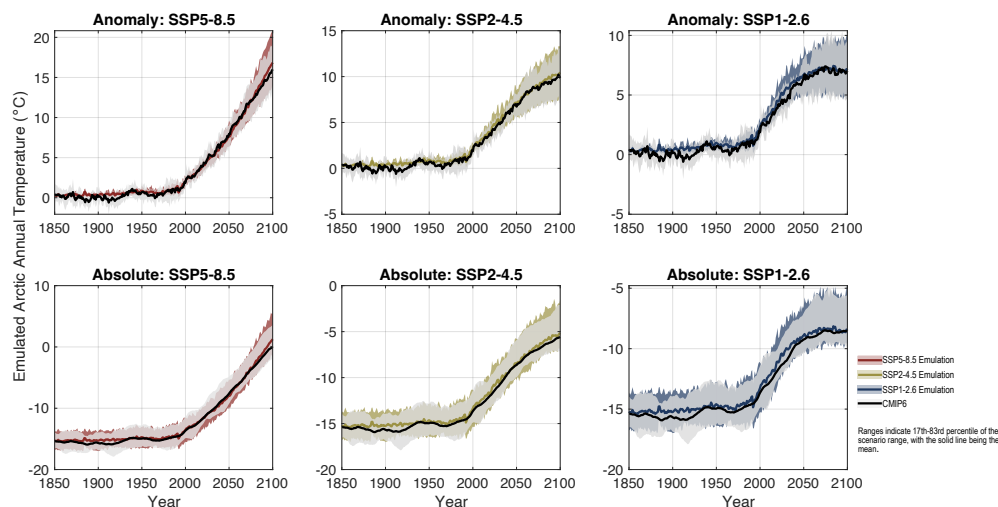 Anomaly: SSP5-8.5
Anomaly: SSP2-4.5
Anomaly: SSP1-2.6
20
15
10
5
0
1850 1900 1950 2000 2050 2100
15
10
5
0
-5
1850 1900 1950 2000 2050 2100
10
5
0
-5
1850 1900 1950 2000 2050 2100
Emulated Arctic Annual Temperature (°C)
Absolute: SSP5-8.5
Absolute: SSP2-4.5
Absolute: SSP1-2.6
10
0
-10
-20
1850 1900 1950 2000 2050 2100
Year
0
-5
-10
-15
-20
1850 1900 1950 2000 2050 2100
Year
-5
-10
-15
-20
1850 1900 1950 2000 2050 2100
Year
SSP5-8.5 Emulation
SSP2-4.5 Emulation
SSP1-2.6 Emulation
CMIP6
Ranges indicate 17th-83rd percentile of the
scenario range, with the solid line being the
mean.